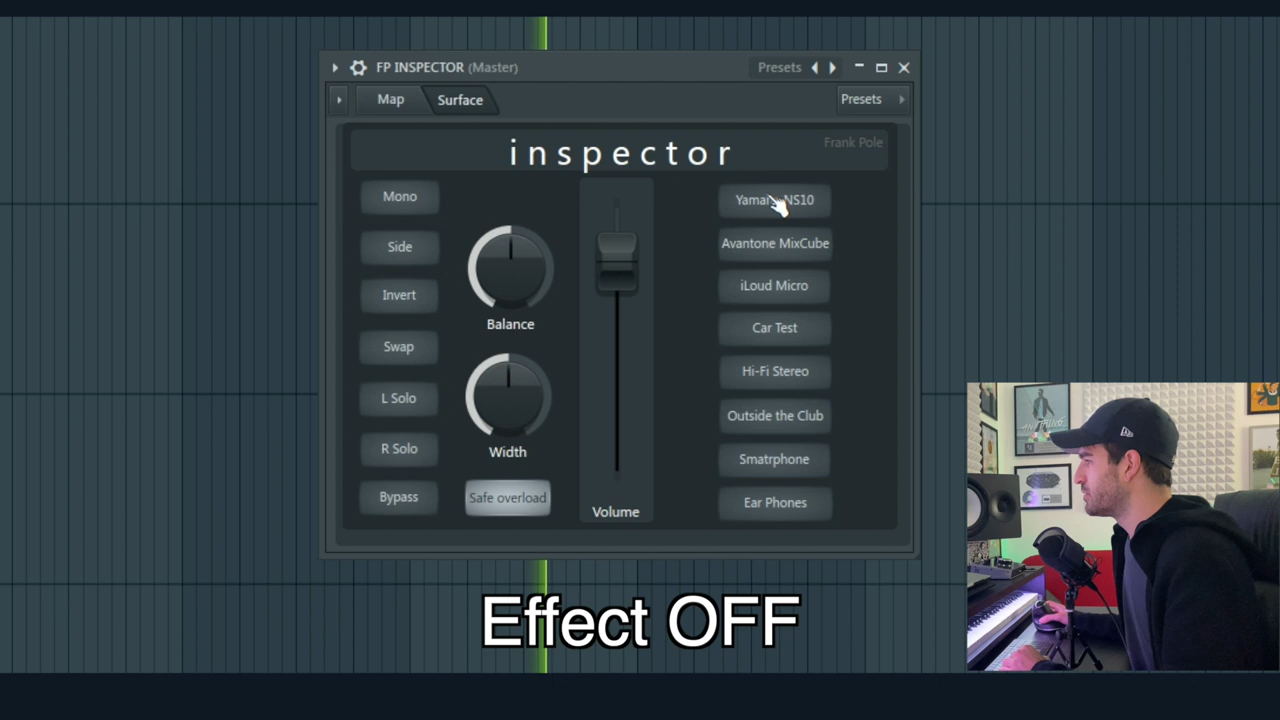 FP INSPECTOR (Master)
Presets
Map
Surface
Presets
inspector
Frank Pole
Mono
Side
Invert
Swap
L Solo
R Solo
Bypass
Balance
Width
Safe overload
Volume
Yamaha NS10
Avantone MixCube
iLoud Micro
Car Test
Hi-Fi Stereo
Outside the Club
Smatrphone
Ear Phones
Effect OFF